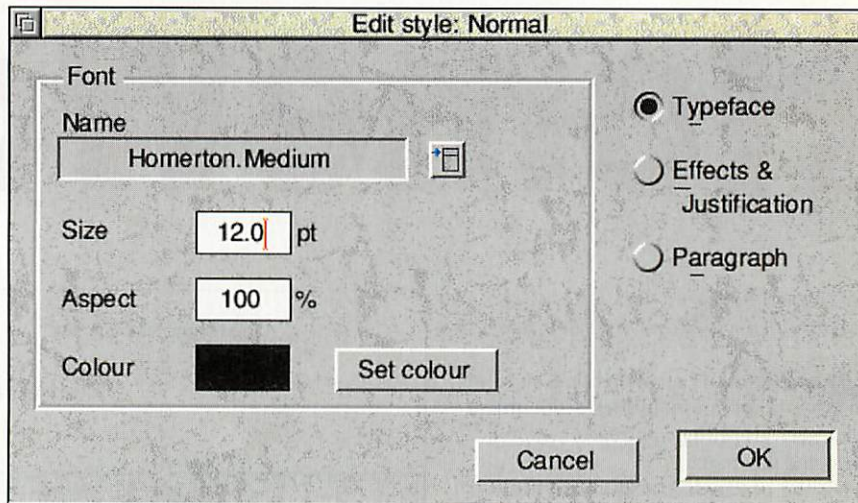 Edit style: Normal
Font
Name
Homerton.Medium
Size 12.0 pt
Aspect 100 %
Colour Set colour
Typeface
Effects &
Justification
Paragraph
Cancel OK